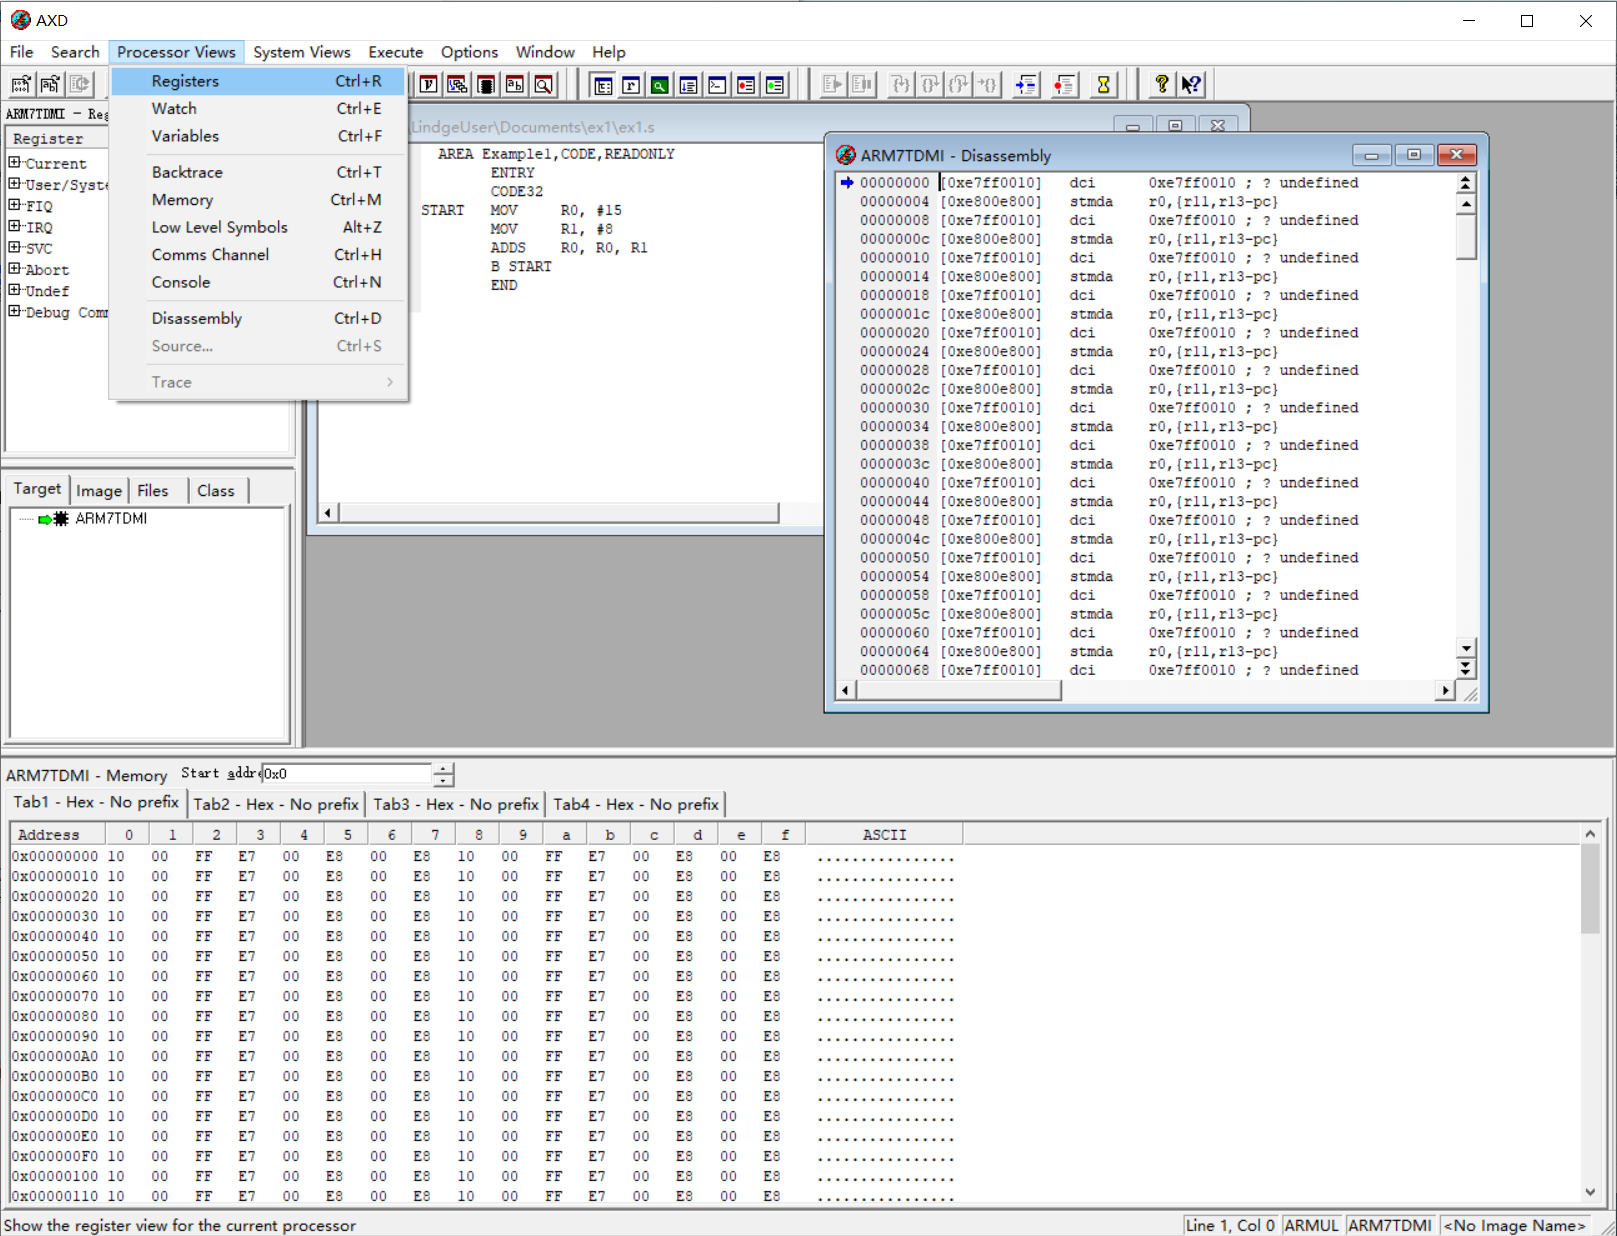 AXD
File Search Processor Views System Views Execute Options Window Help
Registers Ctrl+R
Watch Ctrl+E
Variables Ctrl+F
Backtrace Ctrl+T
Memory Ctrl+M
Low Level Symbols Alt+Z
Comms Channel Ctrl+H
Console Ctrl+N
Disassembly Ctrl+D
Source... Ctrl+S
Trace
ARM7TDMI - Reg
Register
Current
User/Syste
FIQ
IRQ
SVC
Abort
Undef
Debug Comm
\LindgeUser\Documents\ex1\ex1.s
AREA Example1,CODE,READONLY
ENTRY
CODE32
START MOV R0, #15
MOV R1, #8
ADDS R0, R0, R1
B START
END
ARM7TDMI - Disassembly
00000000 [0xe7ff0010] dci 0xe7ff0010 ; ? undefined
00000004 [0xe800e800] stmda r0,{r11,r13-pc}
00000008 [0xe7ff0010] dci 0xe7ff0010 ; ? undefined
0000000c [0xe800e800] stmda r0,{r11,r13-pc}
00000010 [0xe7ff0010] dci 0xe7ff0010 ; ? undefined
00000014 [0xe800e800] stmda r0,{r11,r13-pc}
00000018 [0xe7ff0010] dci 0xe7ff0010 ; ? undefined
0000001c [0xe800e800] stmda r0,{r11,r13-pc}
00000020 [0xe7ff0010] dci 0xe7ff0010 ; ? undefined
00000024 [0xe800e800] stmda r0,{r11,r13-pc}
00000028 [0xe7ff0010] dci 0xe7ff0010 ; ? undefined
0000002c [0xe800e800] stmda r0,{r11,r13-pc}
00000030 [0xe7ff0010] dci 0xe7ff0010 ; ? undefined
00000034 [0xe800e800] stmda r0,{r11,r13-pc}
00000038 [0xe7ff0010] dci 0xe7ff0010 ; ? undefined
0000003c [0xe800e800] stmda r0,{r11,r13-pc}
00000040 [0xe7ff0010] dci 0xe7ff0010 ; ? undefined
00000044 [0xe800e800] stmda r0,{r11,r13-pc}
00000048 [0xe7ff0010] dci 0xe7ff0010 ; ? undefined
0000004c [0xe800e800] stmda r0,{r11,r13-pc}
00000050 [0xe7ff0010] dci 0xe7ff0010 ; ? undefined
00000054 [0xe800e800] stmda r0,{r11,r13-pc}
00000058 [0xe7ff0010] dci 0xe7ff0010 ; ? undefined
0000005c [0xe800e800] stmda r0,{r11,r13-pc}
00000060 [0xe7ff0010] dci 0xe7ff0010 ; ? undefined
00000064 [0xe800e800] stmda r0,{r11,r13-pc}
00000068 [0xe7ff0010] dci 0xe7ff0010 ; ? undefined
Target Image Files Class
ARM7TDMI
ARM7TDMI - Memory Start addre 0x0
Tab1 - Hex - No prefix Tab2 - Hex - No prefix Tab3 - Hex - No prefix Tab4 - Hex - No prefix
Address 0 1 2 3 4 5 6 7 8 9 a b c d e f ASCII
0x00000000 10 00 FF E7 00 E8 00 E8 10 00 FF E7 00 E8 00 E8 ................
0x00000010 10 00 FF E7 00 E8 00 E8 10 00 FF E7 00 E8 00 E8 ................
0x00000020 10 00 FF E7 00 E8 00 E8 10 00 FF E7 00 E8 00 E8 ................
0x00000030 10 00 FF E7 00 E8 00 E8 10 00 FF E7 00 E8 00 E8 ................
0x00000040 10 00 FF E7 00 E8 00 E8 10 00 FF E7 00 E8 00 E8 ................
0x00000050 10 00 FF E7 00 E8 00 E8 10 00 FF E7 00 E8 00 E8 ................
0x00000060 10 00 FF E7 00 E8 00 E8 10 00 FF E7 00 E8 00 E8 ................
0x00000070 10 00 FF E7 00 E8 00 E8 10 00 FF E7 00 E8 00 E8 ................
0x00000080 10 00 FF E7 00 E8 00 E8 10 00 FF E7 00 E8 00 E8 ................
0x00000090 10 00 FF E7 00 E8 00 E8 10 00 FF E7 00 E8 00 E8 ................
0x000000A0 10 00 FF E7 00 E8 00 E8 10 00 FF E7 00 E8 00 E8 ................
0x000000B0 10 00 FF E7 00 E8 00 E8 10 00 FF E7 00 E8 00 E8 ................
0x000000C0 10 00 FF E7 00 E8 00 E8 10 00 FF E7 00 E8 00 E8 ................
0x000000D0 10 00 FF E7 00 E8 00 E8 10 00 FF E7 00 E8 00 E8 ................
0x000000E0 10 00 FF E7 00 E8 00 E8 10 00 FF E7 00 E8 00 E8 ................
0x000000F0 10 00 FF E7 00 E8 00 E8 10 00 FF E7 00 E8 00 E8 ................
0x00000100 10 00 FF E7 00 E8 00 E8 10 00 FF E7 00 E8 00 E8 ................
0x00000110 10 00 FF E7 00 E8 00 E8 10 00 FF E7 00 E8 00 E8 ................
Show the register view for the current processor Line 1, Col 0 ARMUL ARM7TDMI <No Image Name>